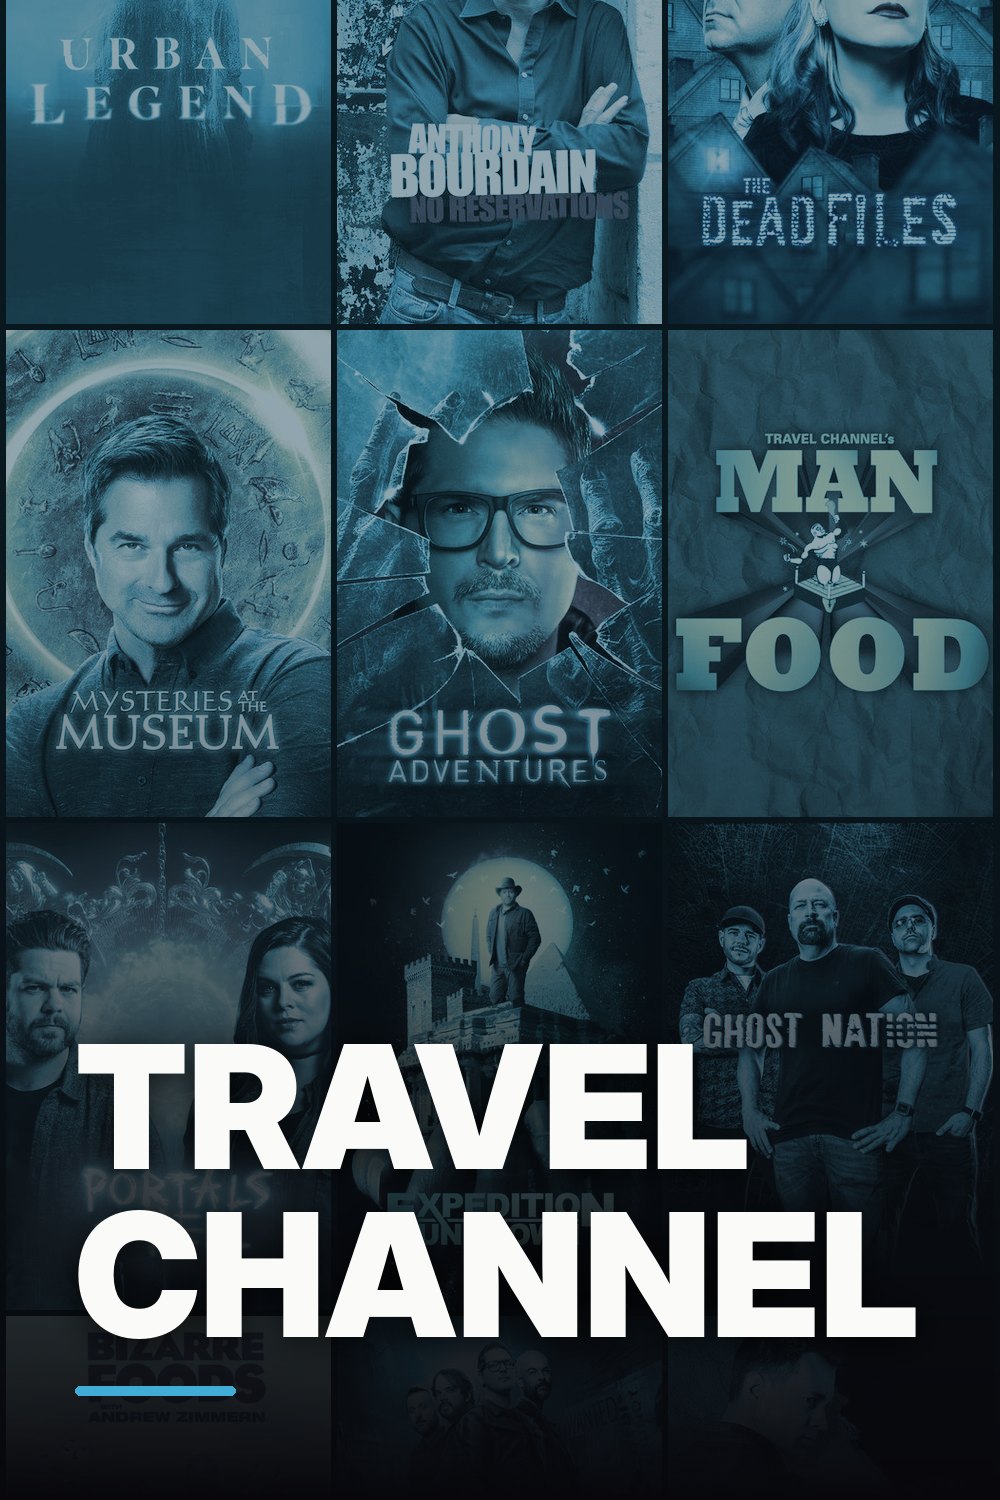 URBAN
LEGEND
ANTHONY
BOURDAIN
NO RESERVATIONS
THE
DEAD FILES
MYSTERIES AT THE
MUSEUM
GHOST
ADVENTURES
TRAVEL CHANNEL's
MAN
FOOD
GHOST NATION
PORTALS
EXPEDITION
TRAVEL
CHANNEL
BIZARRE
FOODS
WITH
ANDREW ZIMMERN